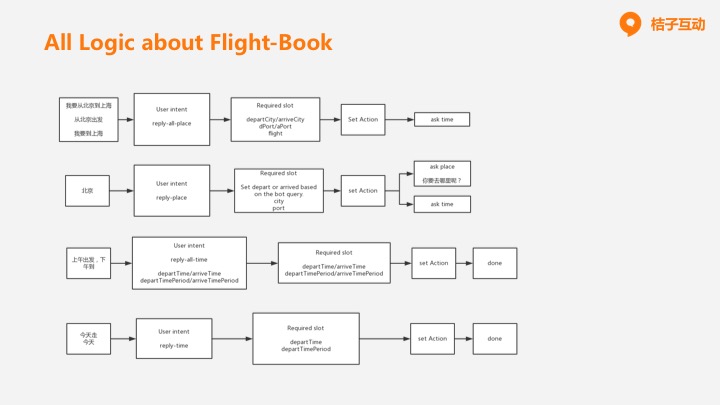 桔子互动
All Logic about Flight-Book
我要从北京到上海
从北京出发
我要到上海
User intent
reply-all-place
Required slot
departCity/arriveCity
dPort/aPort
flight
Set Action
ask time
北京
User intent
reply-place
Required slot
Set depart or arrived based
on the bot query.
city
port
set Action
ask place
你要去哪里呢？
ask time
上午出发，下
午到
User intent
reply-all-time
departTime/arriveTime
departTimePeriod/arriveTimePeriod
Required slot
departTime/arriveTime
departTimePeriod/arriveTimePeriod
set Action
done
今天走
今天
User intent
reply-time
Required slot
departTime
departTimePeriod
set Action
done